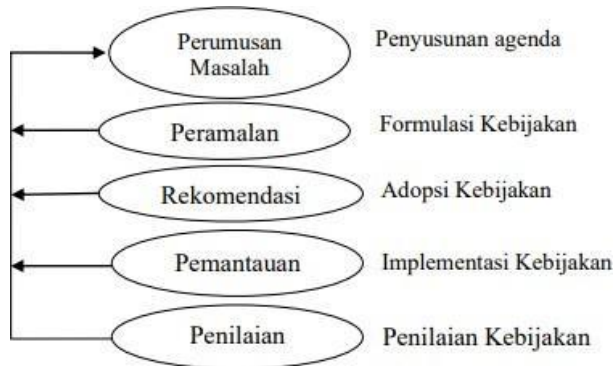 Perumusan
Masalah
Penyusunan agenda
Peramalan
Formulasi Kebijakan
Rekomendasi
Adopsi Kebijakan
Pemantauan
Implementasi Kebijakan
Penilaian
Penilaian Kebijakan